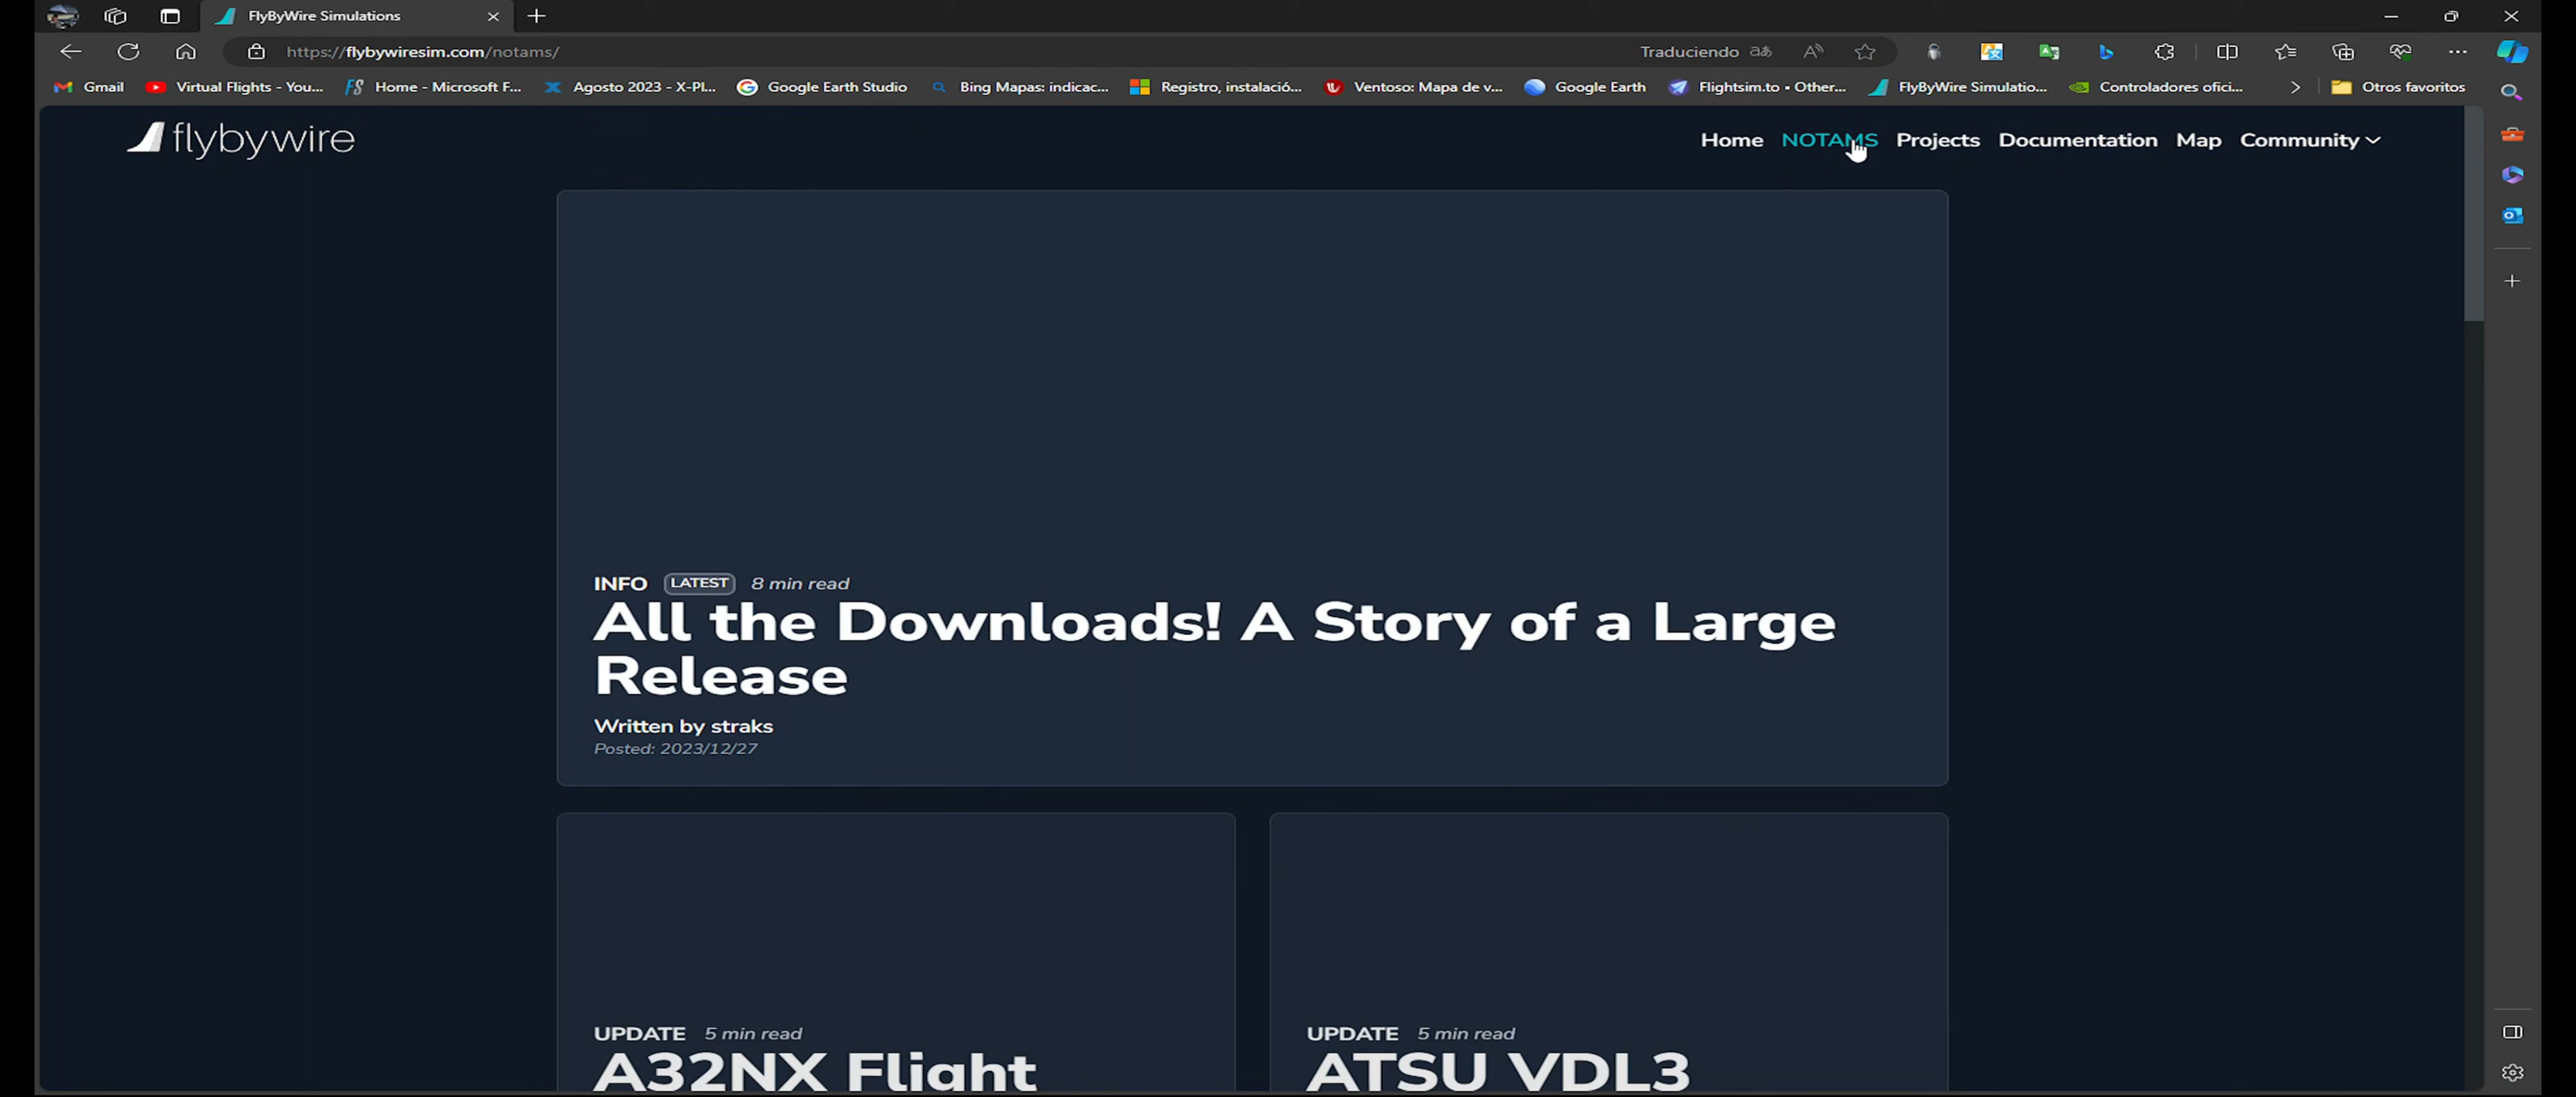 FlyByWire Simulations
https://flybywiresim.com/notams/
Traduciendo
Gmail
Virtual Flights - You...
Home - Microsoft F...
Agosto 2023 - X-Pl...
Google Earth Studio
Bing Mapas: indicac...
Registro, instalació...
Ventoso: Mapa de v...
Google Earth
Flightsim.to • Other...
FlyByWire Simulatio...
Controladores ofici...
Otros favoritos
flybywire
Home NOTAMS Projects Documentation Map Community
INFO LATEST 8 min read
All the Downloads! A Story of a Large
Release
Written by straks
Posted: 2023/12/27
UPDATE 5 min read
A32NX Flight
UPDATE 5 min read
ATSU VDL3